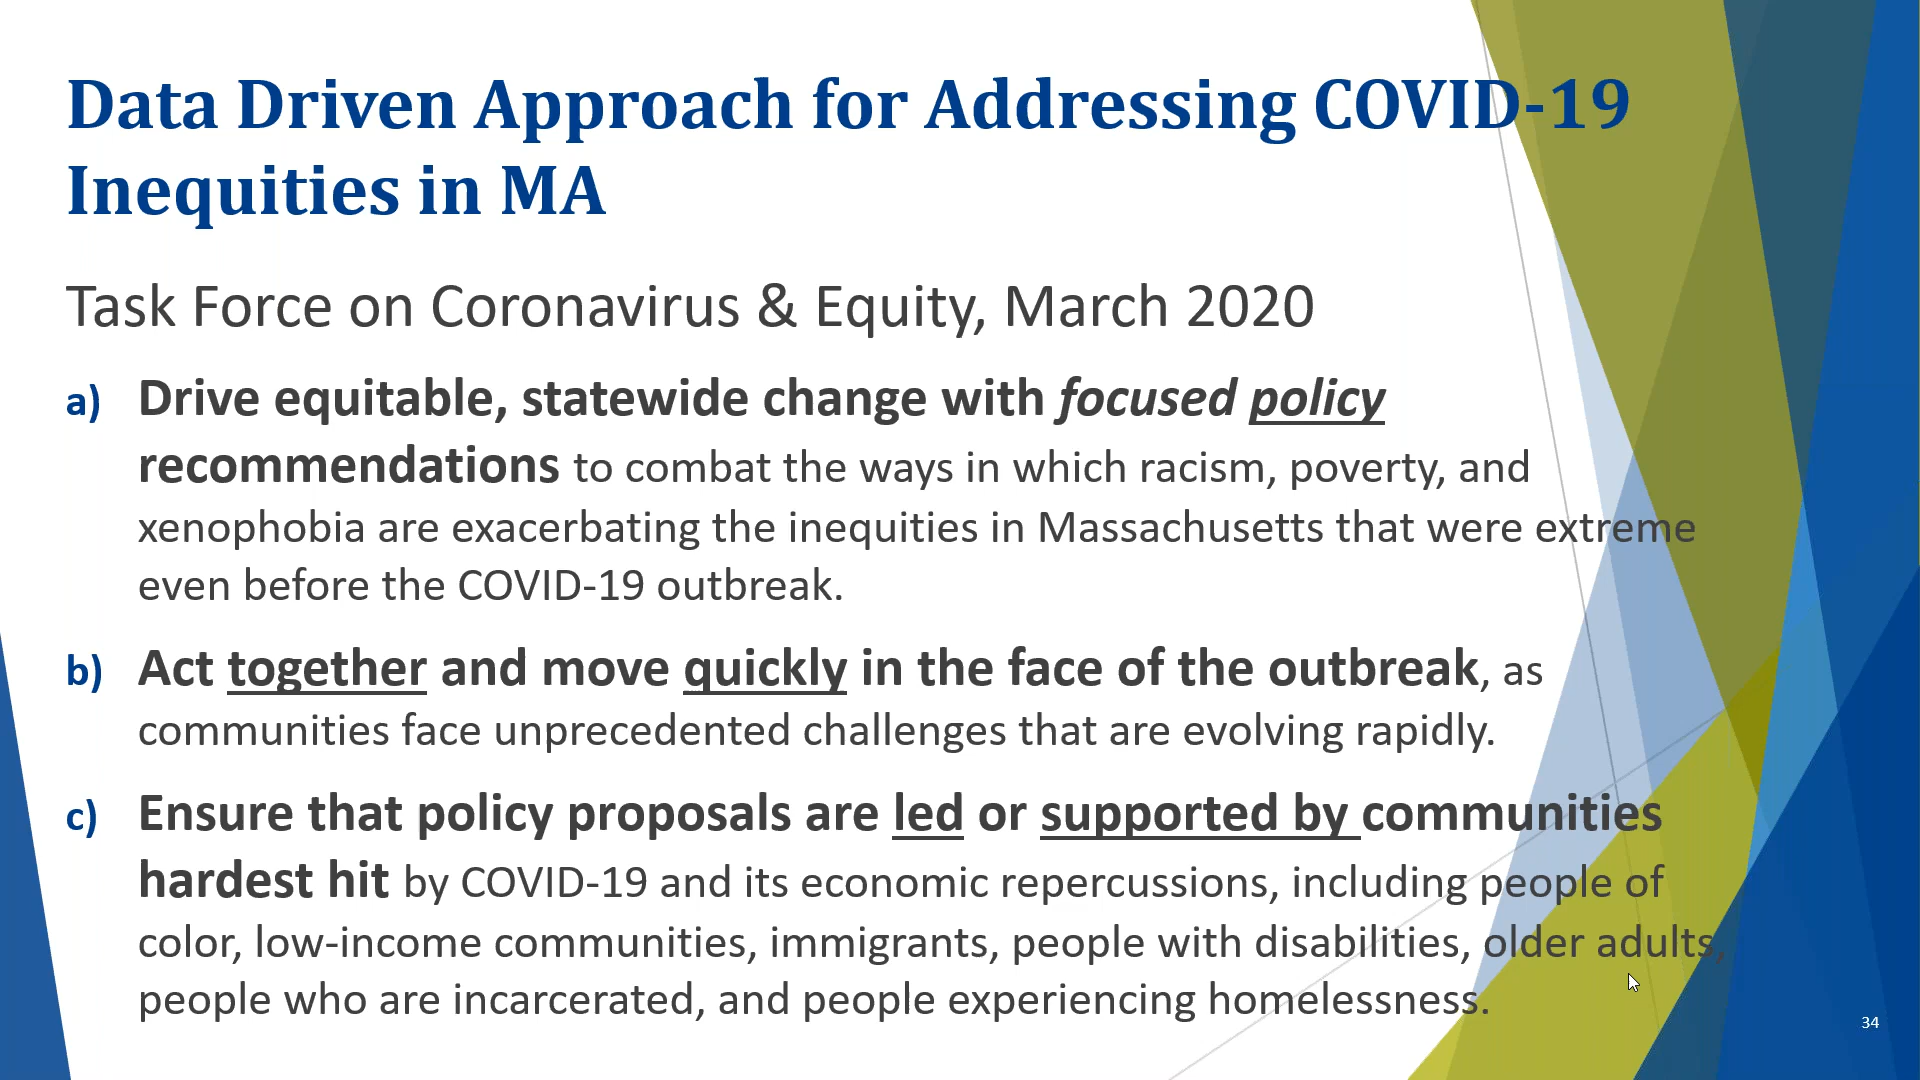 Data Driven Approach for Addressing COVID-19
Inequities in MA
Task Force on Coronavirus & Equity, March 2020
a) Drive equitable, statewide change with focused policy
recommendations to combat the ways in which racism, poverty, and
xenophobia are exacerbating the inequities in Massachusetts that were extreme
even before the COVID-19 outbreak.
b) Act together and move quickly in the face of the outbreak, as
communities face unprecedented challenges that are evolving rapidly.
c) Ensure that policy proposals are led or supported by communities
hardest hit by COVID-19 and its economic repercussions, including people of
color, low-income communities, immigrants, people with disabilities, older adults,
people who are incarcerated, and people experiencing homelessness.
34